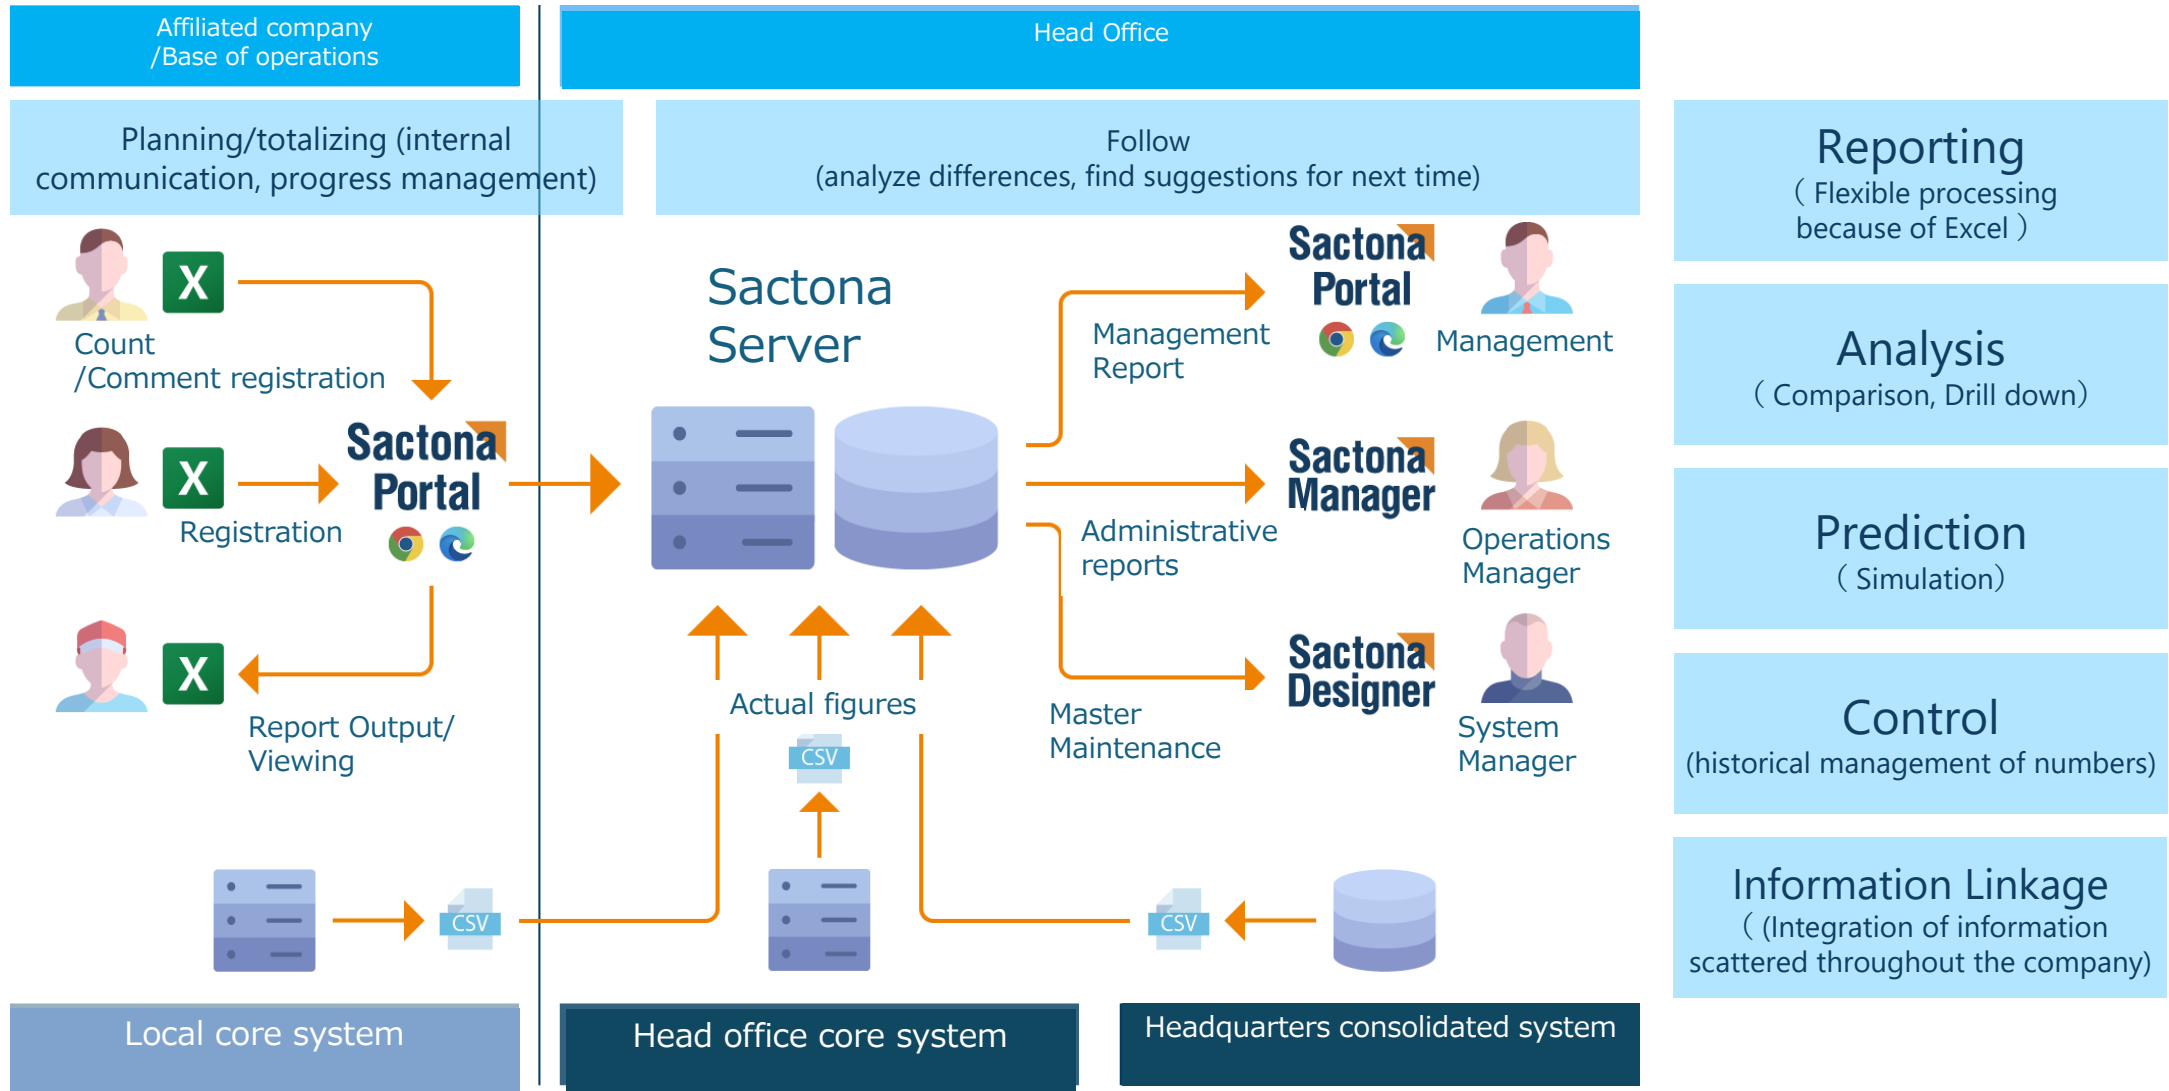 Affiliated company
/Base of operations
Head Office
Planning/totalizing (internal
communication, progress management)
Follow
(analyze differences, find suggestions for next time)
Reporting
（ Flexible processing
because of Excel ）
X
Count
/Comment registration
Sactona
Server
Management
Report
Sactona
Portal
Management
Analysis
（ Comparison, Drill down）
X
Registration
Sactona
Portal
Administrative
reports
Sactona
Manager
Operations
Manager
Prediction
（ Simulation）
X
Report Output/
Viewing
Actual figures
CSV
Master
Maintenance
Sactona
Designer
System
Manager
Control
(historical management of numbers)
CSV
CSV
Information Linkage
（ (Integration of information
scattered throughout the company)
Local core system
Head office core system
Headquarters consolidated system